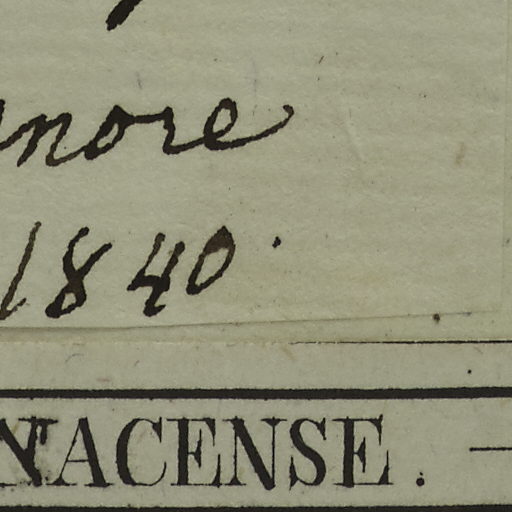 nore
1840.
NACENSE. —